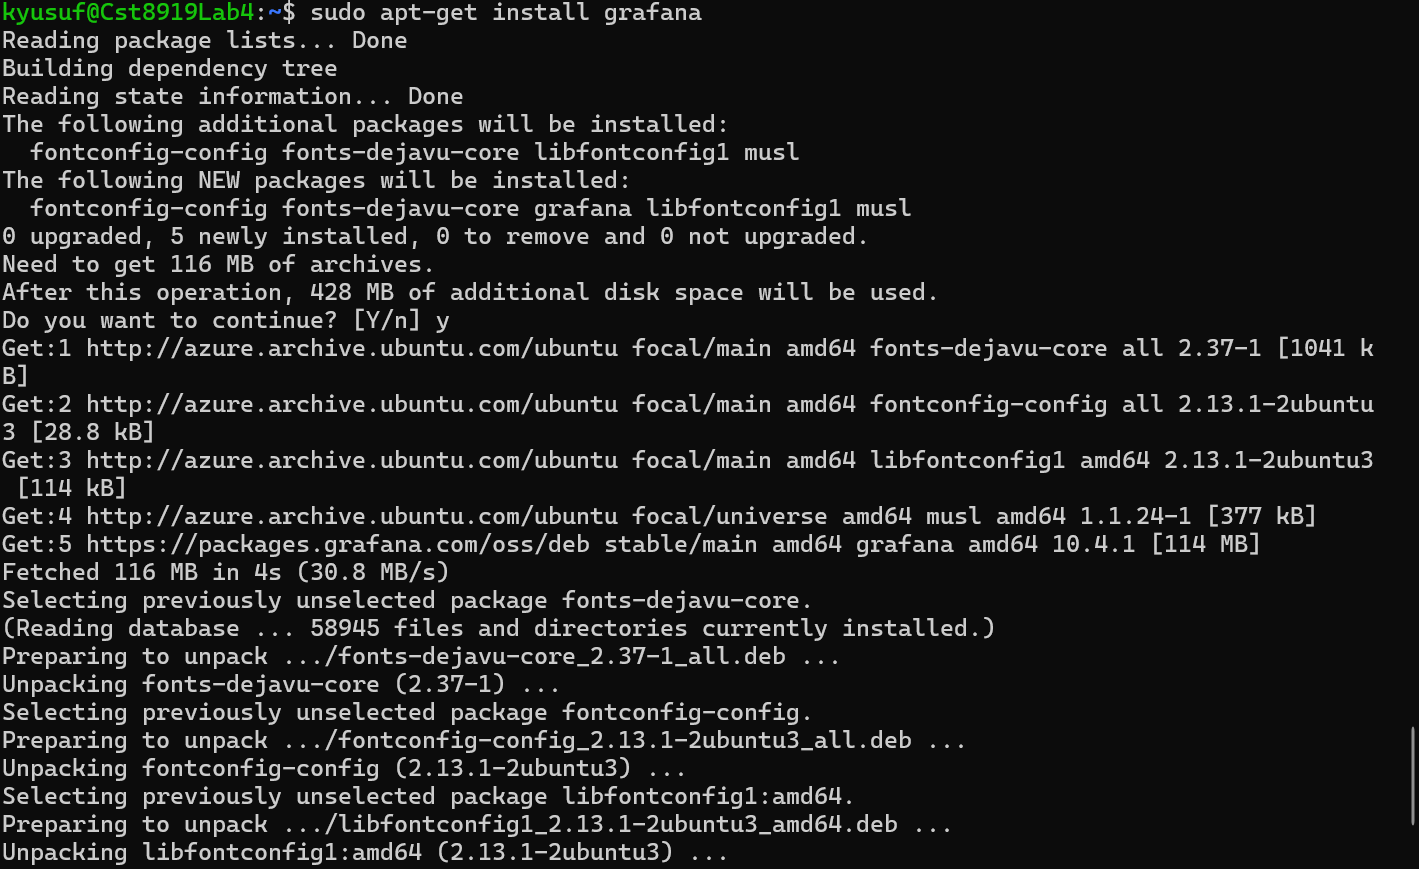 kyusuf@Cst8919Lab4:~$ sudo apt-get install grafana
Reading package lists... Done
Building dependency tree
Reading state information... Done
The following additional packages will be installed:
  fontconfig-config fonts-dejavu-core libfontconfig1 musl
The following NEW packages will be installed:
  fontconfig-config fonts-dejavu-core grafana libfontconfig1 musl
0 upgraded, 5 newly installed, 0 to remove and 0 not upgraded.
Need to get 116 MB of archives.
After this operation, 428 MB of additional disk space will be used.
Do you want to continue? [Y/n] y
Get:1 http://azure.archive.ubuntu.com/ubuntu focal/main amd64 fonts-dejavu-core all 2.37-1 [1041 k
B]
Get:2 http://azure.archive.ubuntu.com/ubuntu focal/main amd64 fontconfig-config all 2.13.1-2ubuntu
3 [28.8 kB]
Get:3 http://azure.archive.ubuntu.com/ubuntu focal/main amd64 libfontconfig1 amd64 2.13.1-2ubuntu3
 [114 kB]
Get:4 http://azure.archive.ubuntu.com/ubuntu focal/universe amd64 musl amd64 1.1.24-1 [377 kB]
Get:5 https://packages.grafana.com/oss/deb stable/main amd64 grafana amd64 10.4.1 [114 MB]
Fetched 116 MB in 4s (30.8 MB/s)
Selecting previously unselected package fonts-dejavu-core.
(Reading database ... 58945 files and directories currently installed.)
Preparing to unpack .../fonts-dejavu-core_2.37-1_all.deb ...
Unpacking fonts-dejavu-core (2.37-1) ...
Selecting previously unselected package fontconfig-config.
Preparing to unpack .../fontconfig-config_2.13.1-2ubuntu3_all.deb ...
Unpacking fontconfig-config (2.13.1-2ubuntu3) ...
Selecting previously unselected package libfontconfig1:amd64.
Preparing to unpack .../libfontconfig1_2.13.1-2ubuntu3_amd64.deb ...
Unpacking libfontconfig1:amd64 (2.13.1-2ubuntu3) ...